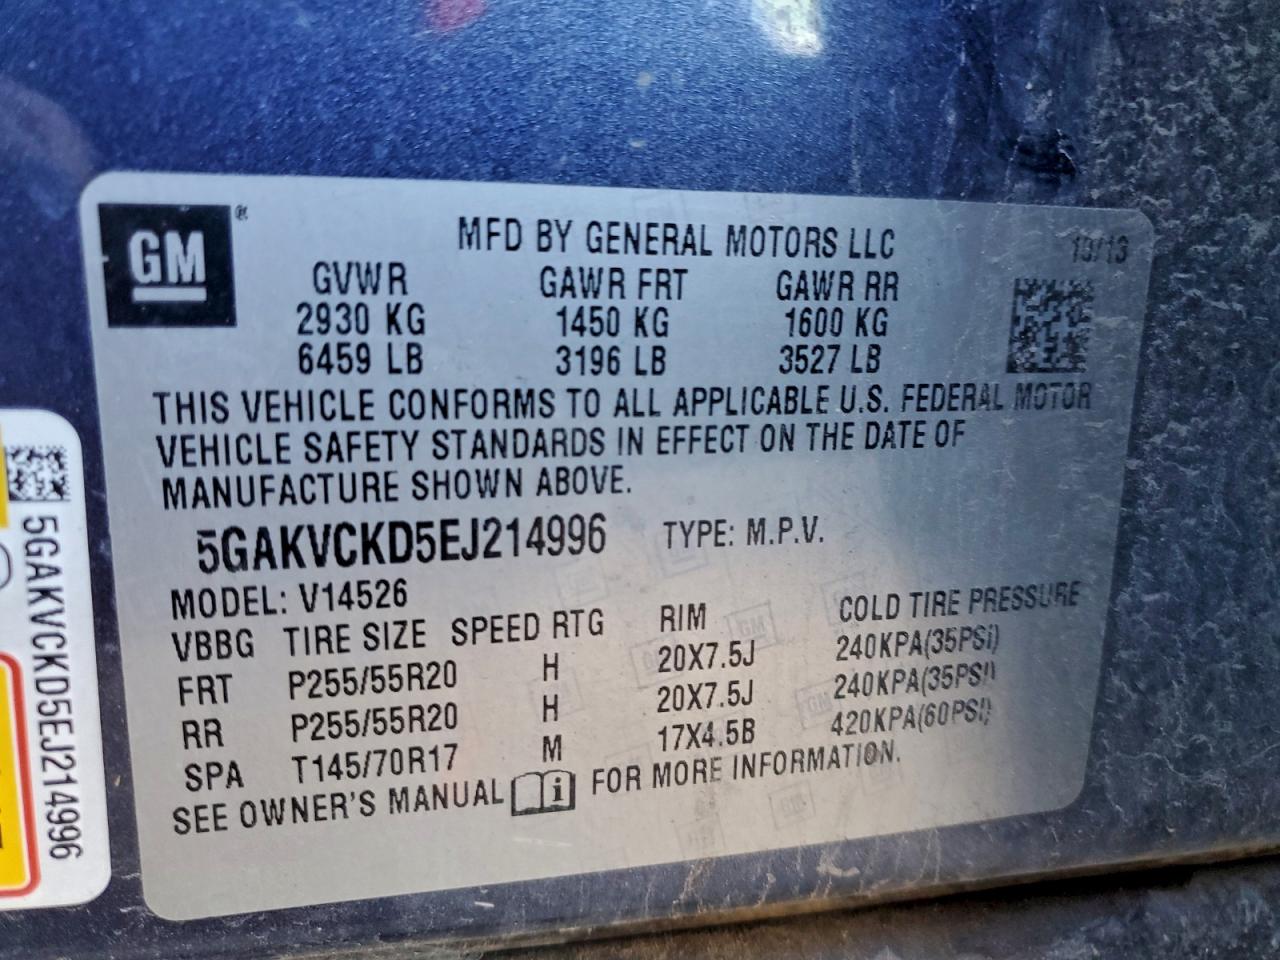 GM®
MFD BY GENERAL MOTORS LLC
GVWR GAWR FRT GAWR RR
2930 KG 1450 KG 1600 KG
6459 LB 3196 LB 3527 LB
THIS VEHICLE CONFORMS TO ALL APPLICABLE U.S. FEDERAL MOTOR
VEHICLE SAFETY STANDARDS IN EFFECT ON THE DATE OF
MANUFACTURE SHOWN ABOVE.
5GAKVCKD5EJ214996 TYPE: M.P.V.
MODEL: V14526
VBBG TIRE SIZE SPEED RTG RIM COLD TIRE PRESSURE
FRT P255/55R20 H 20X7.5J 240KPA(35PSI)
RR P255/55R20 H 20X7.5J 240KPA(35PSI)
SPA T145/70R17 M 17X4.5B 420KPA(60PSI)
SEE OWNER'S MANUAL i FOR MORE INFORMATION.
5GAKVCKD5EJ214996